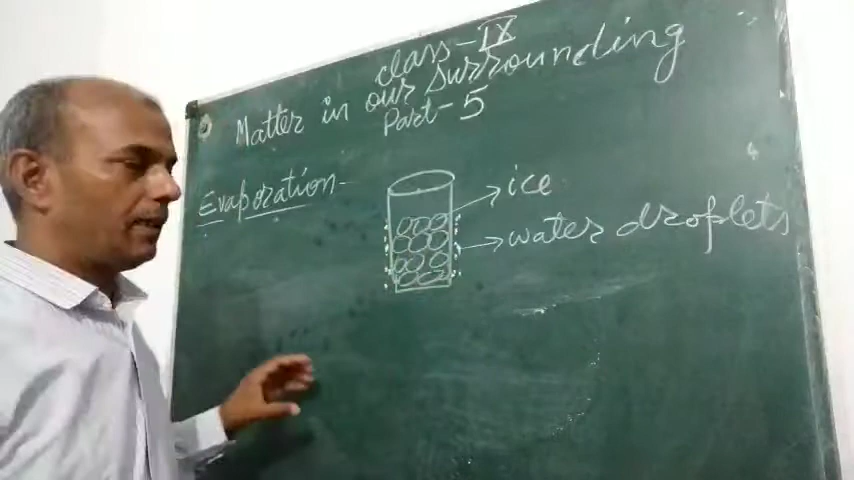 class-IX
Matter in our Surrounding
Part-5
Evaporation-
ice
water droplets